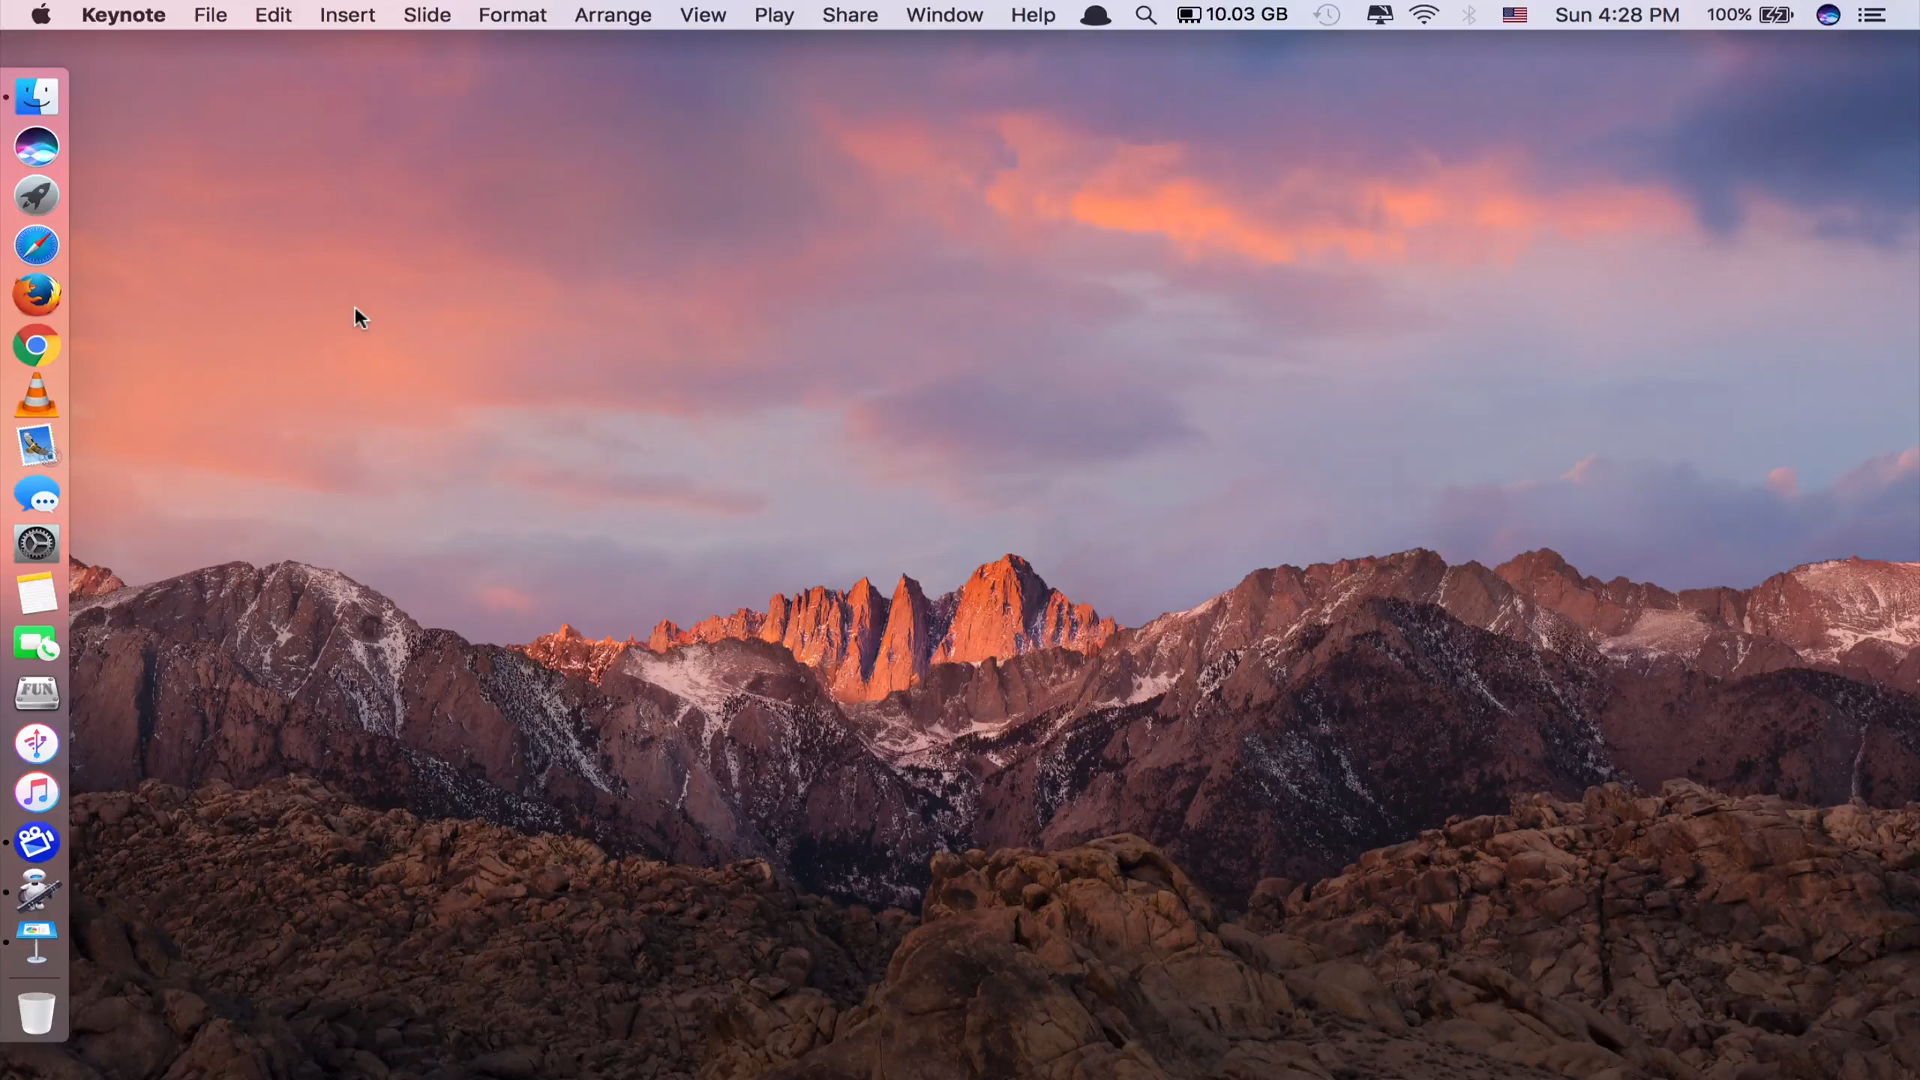 Keynote File Edit Insert Slide Format Arrange View Play Share Window Help 10.03 GB Sun 4:28 PM 100%
FUN